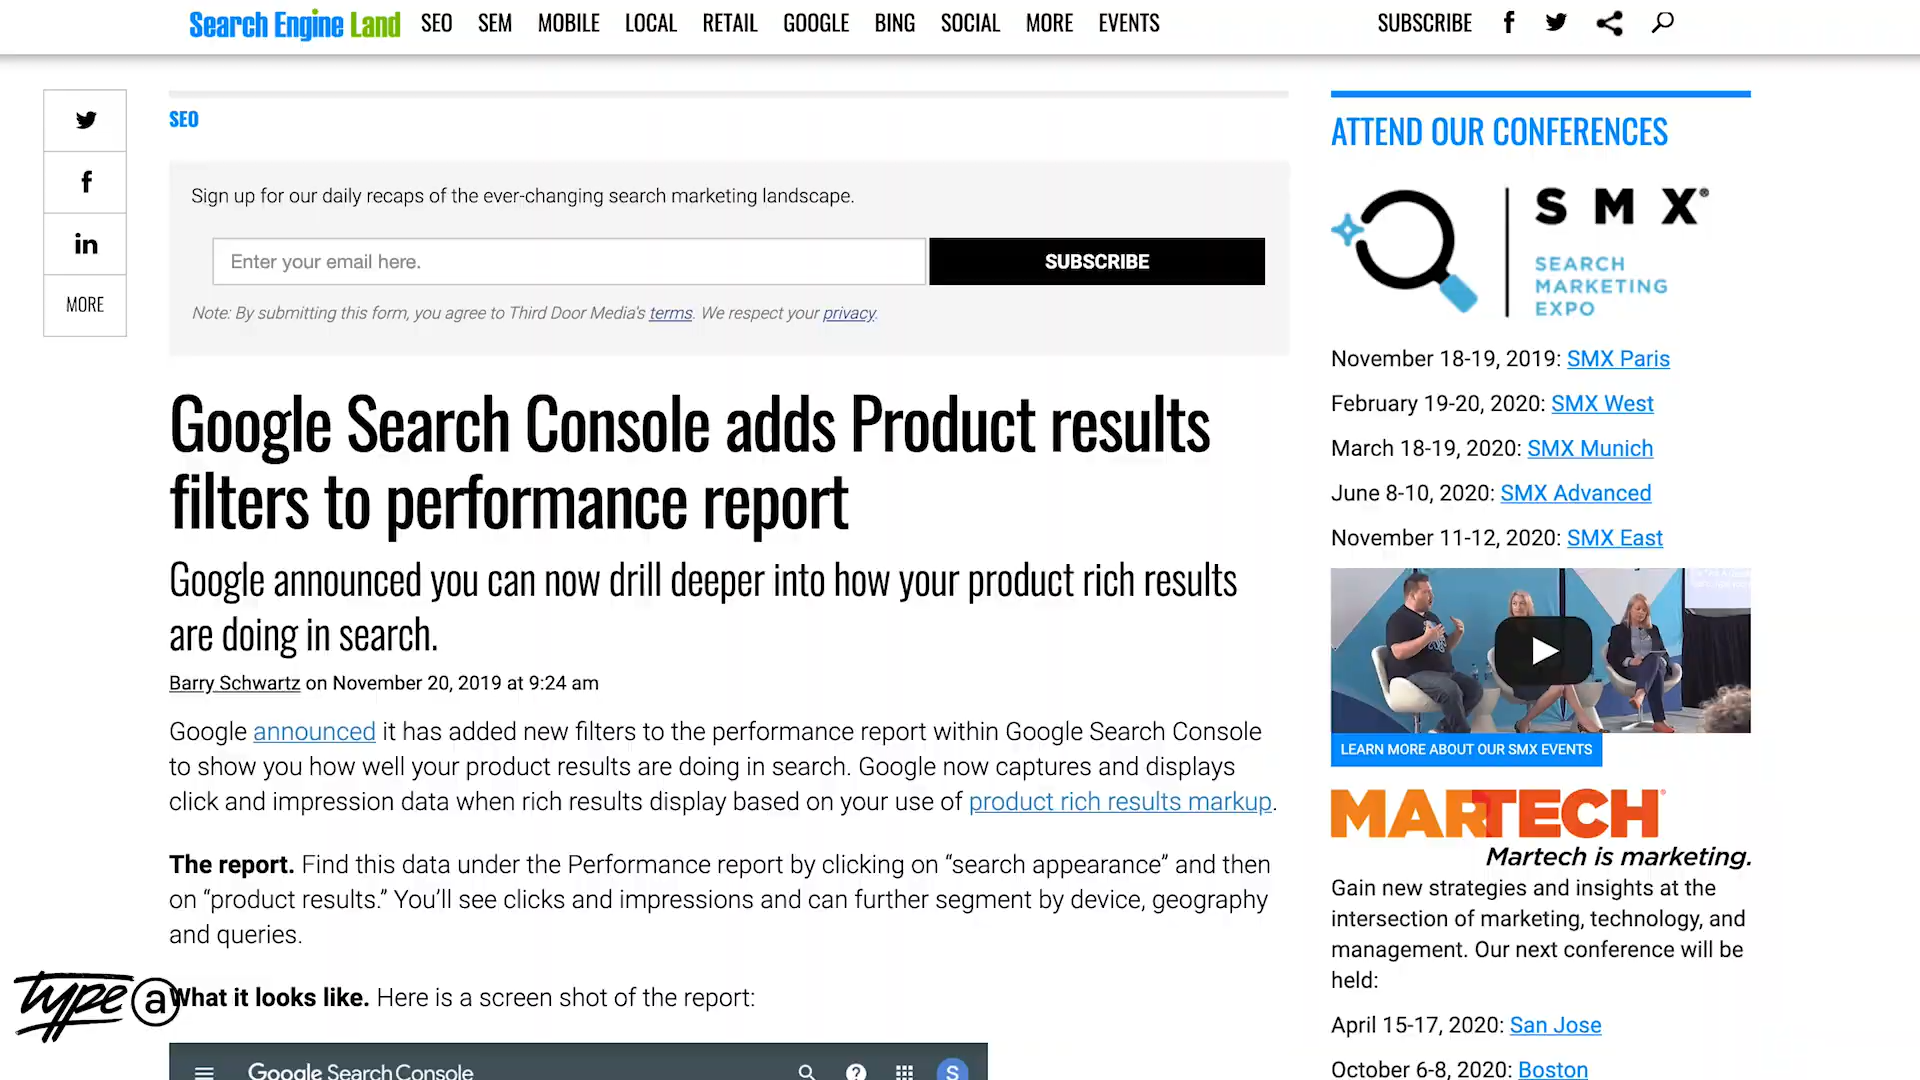 Search Engine Land SEO SEM MOBILE LOCAL RETAIL GOOGLE BING SOCIAL MORE EVENTS SUBSCRIBE
MORE
SEO
Sign up for our daily recaps of the ever-changing search marketing landscape.
Enter your email here.
SUBSCRIBE
Note: By submitting this form, you agree to Third Door Media's terms. We respect your privacy.
Google Search Console adds Product results
filters to performance report
Google announced you can now drill deeper into how your product rich results
are doing in search.
Barry Schwartz on November 20, 2019 at 9:24 am
Google announced it has added new filters to the performance report within Google Search Console
to show you how well your product results are doing in search. Google now captures and displays
click and impression data when rich results display based on your use of product rich results markup.
The report. Find this data under the Performance report by clicking on “search appearance” and then
on “product results.” You’ll see clicks and impressions and can further segment by device, geography
and queries.
What it looks like. Here is a screen shot of the report:
Google Search Console
S
type a
ATTEND OUR CONFERENCES
SMX®
SEARCH
MARKETING
EXPO
November 18-19, 2019: SMX Paris
February 19-20, 2020: SMX West
March 18-19, 2020: SMX Munich
June 8-10, 2020: SMX Advanced
November 11-12, 2020: SMX East
LEARN MORE ABOUT OUR SMX EVENTS
MARTECH®
Martech is marketing.
Gain new strategies and insights at the
intersection of marketing, technology, and
management. Our next conference will be
held:
April 15-17, 2020: San Jose
October 6-8, 2020: Boston